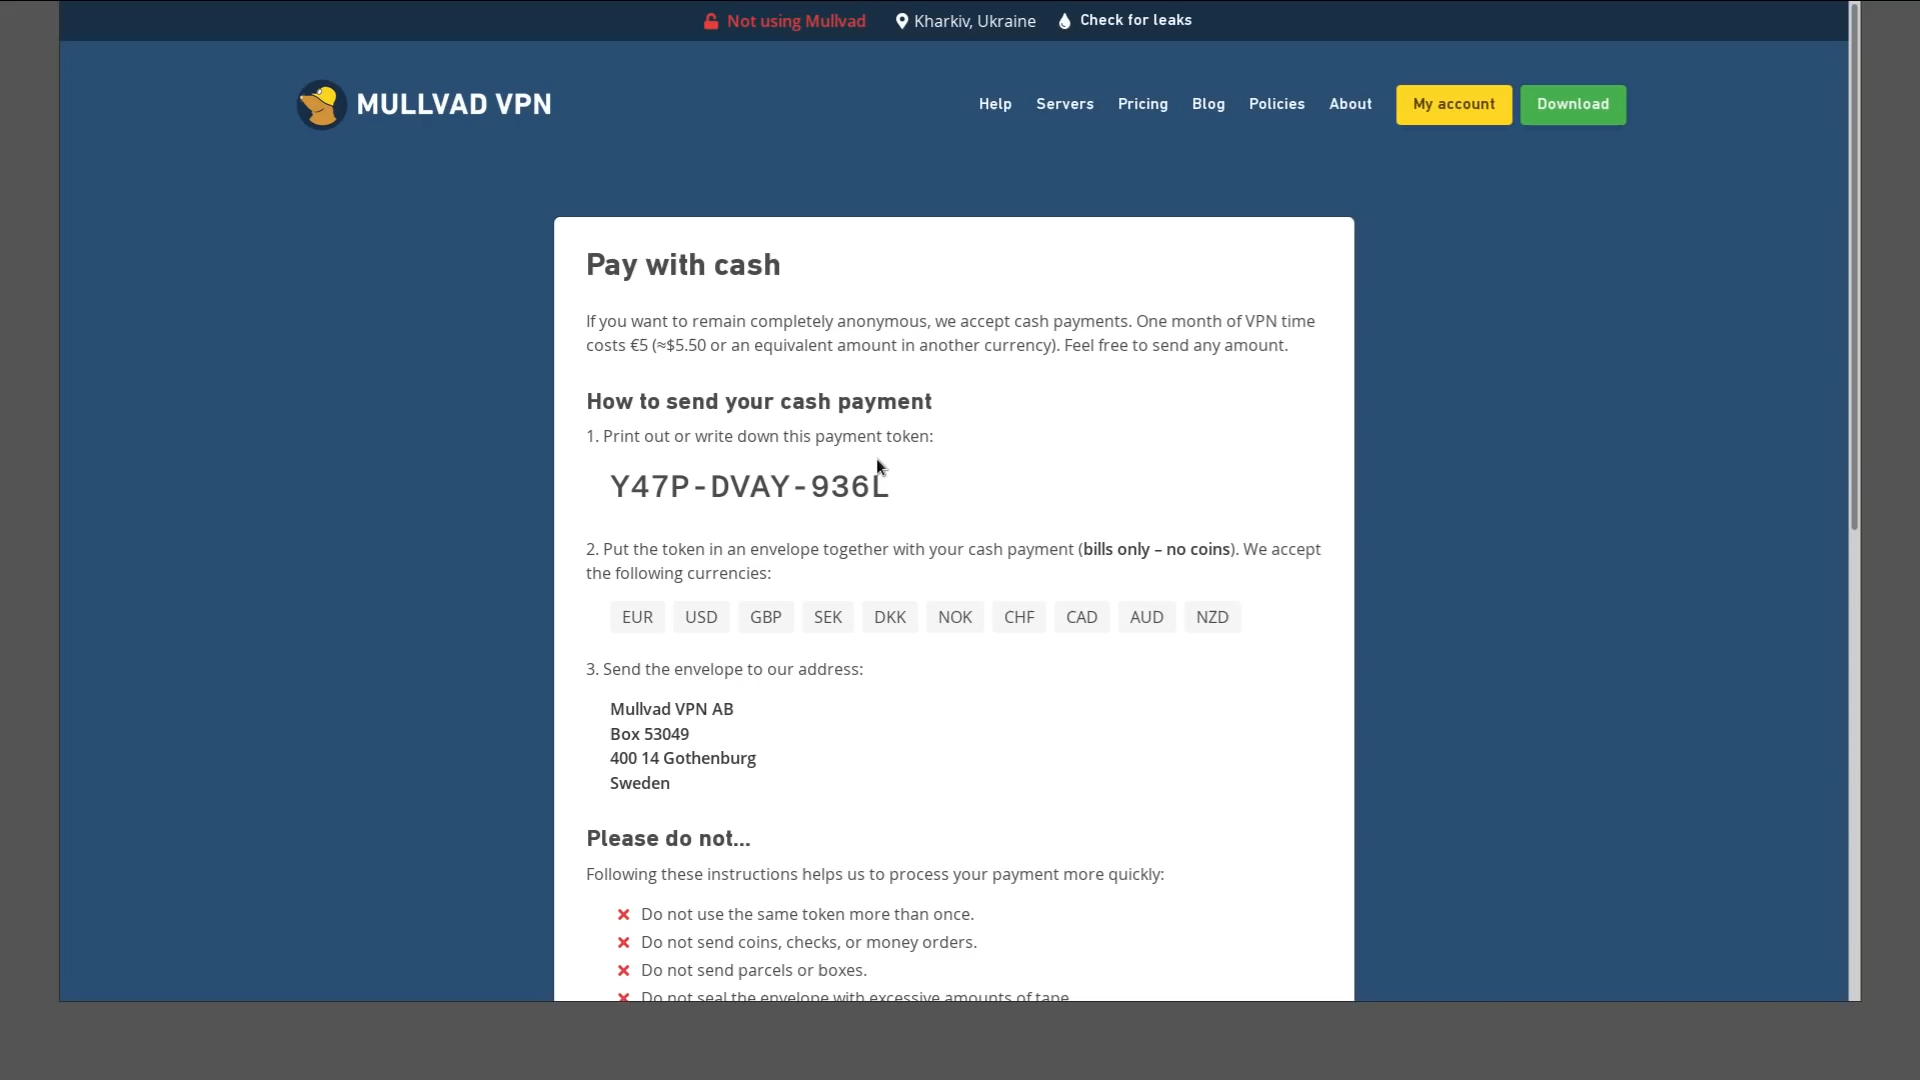 Not using Mullvad Kharkiv, Ukraine Check for leaks
MULLVAD VPN Help Servers Pricing Blog Policies About My account Download
Pay with cash
If you want to remain completely anonymous, we accept cash payments. One month of VPN time
costs €5 (≈$5.50 or an equivalent amount in another currency). Feel free to send any amount.
How to send your cash payment
1. Print out or write down this payment token:
Y47P-DVAY-936L
2. Put the token in an envelope together with your cash payment (bills only – no coins). We accept
the following currencies:
EUR USD GBP SEK DKK NOK CHF CAD AUD NZD
3. Send the envelope to our address:
Mullvad VPN AB
Box 53049
400 14 Gothenburg
Sweden
Please do not...
Following these instructions helps us to process your payment more quickly:
Do not use the same token more than once.
Do not send coins, checks, or money orders.
Do not send parcels or boxes.
Do not seal the envelope with excessive amounts of tape